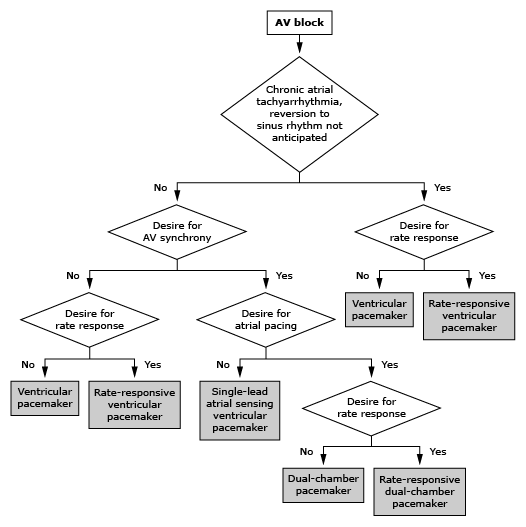 AV block
Chronic atrial
tachyarrhythmia,
reversion to
sinus rhythm not
anticipated
No
Yes
Desire for
AV synchrony
Desire for
rate response
No
Yes
No
Yes
Desire for
rate response
Desire for
atrial pacing
Ventricular
pacemaker
Rate-responsive
ventricular
pacemaker
No
Yes
No
Yes
Ventricular
pacemaker
Rate-responsive
ventricular
pacemaker
Single-lead
atrial sensing
ventricular
pacemaker
Desire for
rate response
No
Yes
Dual-chamber
pacemaker
Rate-responsive
dual-chamber
pacemaker